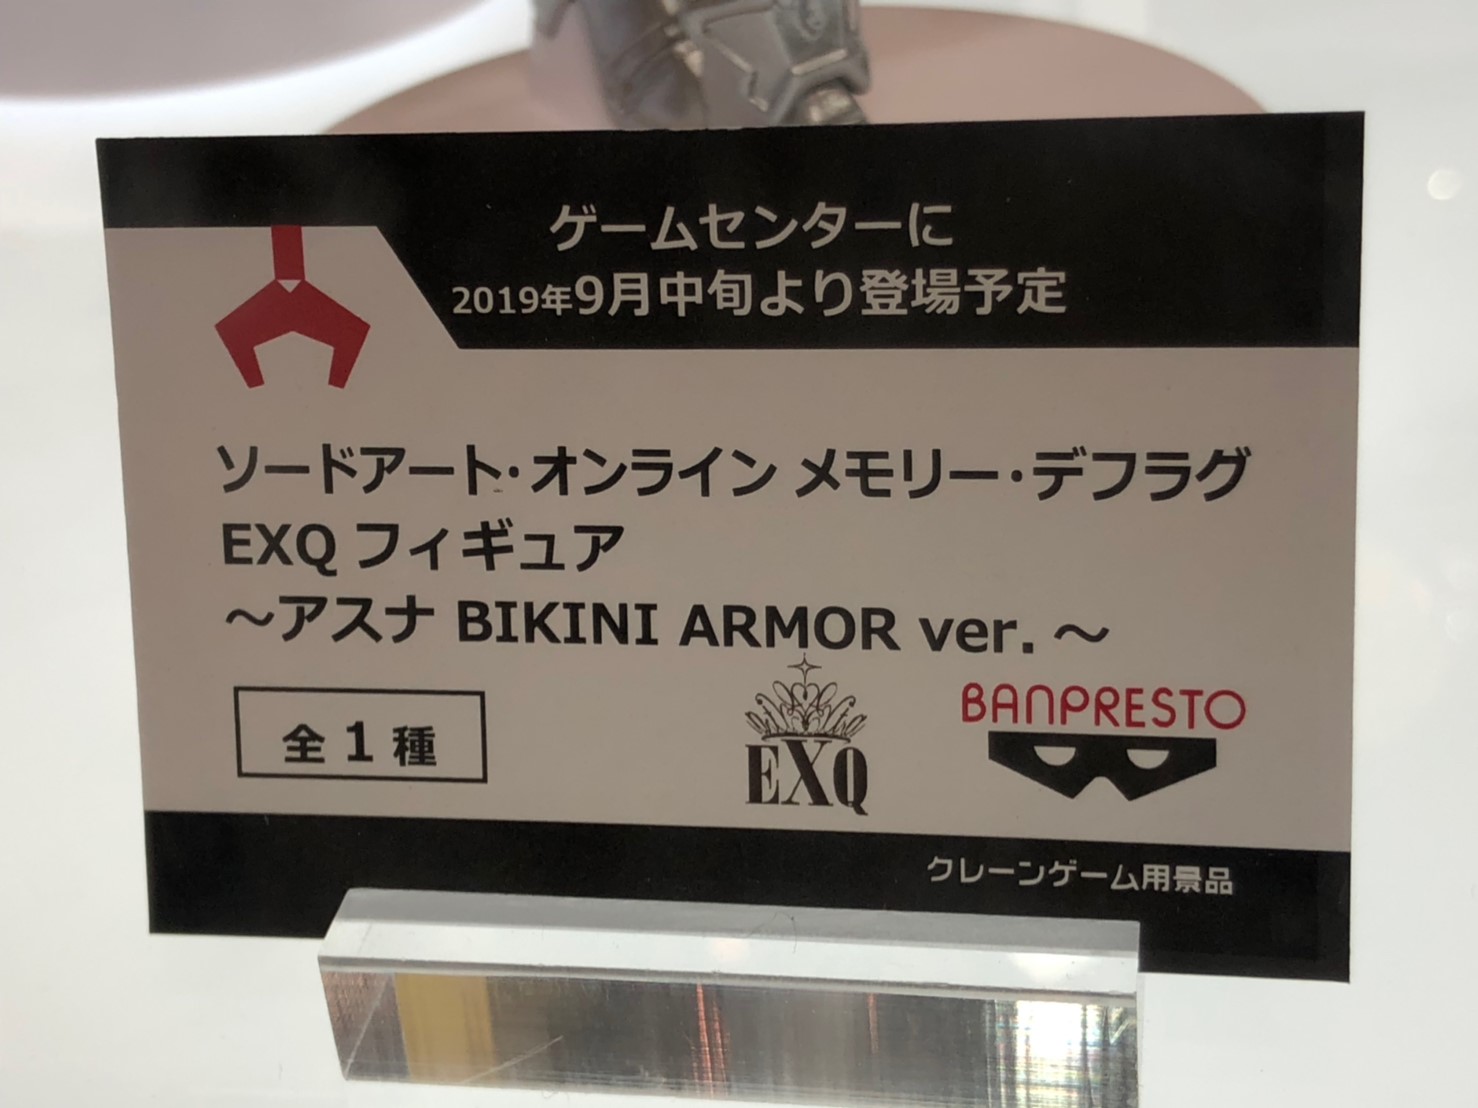 ゲームセンターに
2019年9月中旬より登場予定
ソードアート・オンライン メモリー・デフラグ
EXQ フィギュア
～アスナ BIKINI ARMOR ver. ～
全1種
EXQ
BANPRESTO
クレーンゲーム用景品